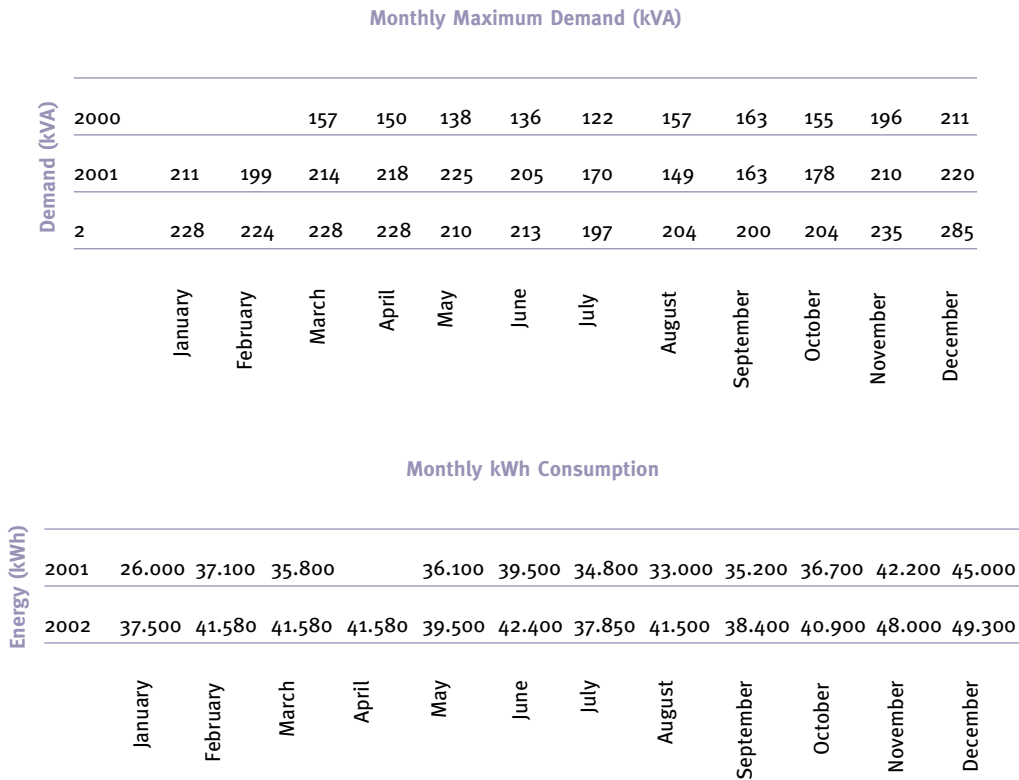 Monthly Maximum Demand (kVA)
Demand (kVA)
2000 157 150 138 136 122 157 163 155 196 211
2001 211 199 214 218 225 205 170 149 163 178 210 220
2 228 224 228 228 210 213 197 204 200 204 235 285
January February March April May June July August September October November December
Monthly kWh Consumption
Energy (kWh)
2001 26.000 37.100 35.800 36.100 39.500 34.800 33.000 35.200 36.700 42.200 45.000
2002 37.500 41.580 41.580 41.580 39.500 42.400 37.850 41.500 38.400 40.900 48.000 49.300
January February March April May June July August September October November December